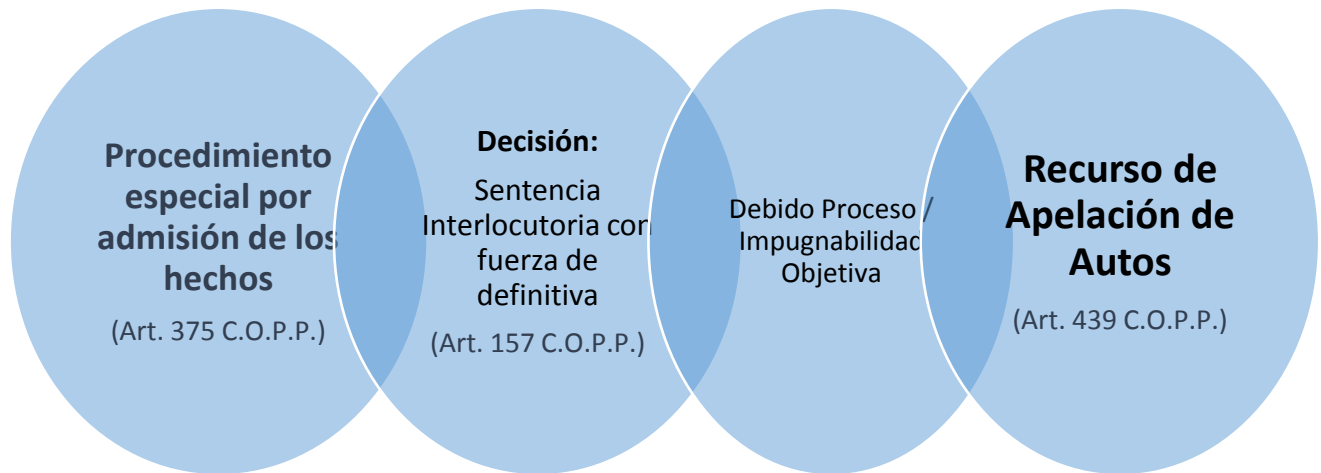 Procedimiento
especial por
admisión de los
hechos
(Art. 375 C.O.P.P.)
Decisión:
Sentencia
Interlocutoria con
fuerza de
definitiva
(Art. 157 C.O.P.P.)
Debido Proceso /
Impugnabilidad
Objetiva
Recurso de
Apelación de
Autos
(Art. 439 C.O.P.P.)